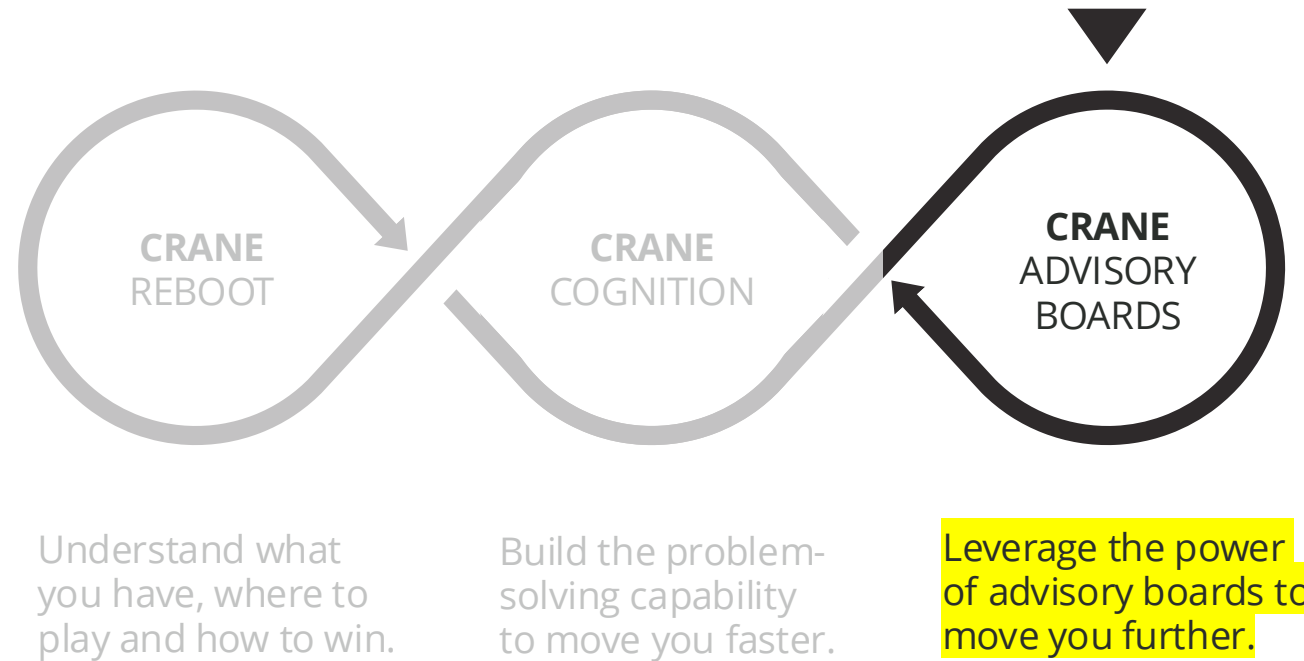 CRANE
REBOOT
CRANE
COGNITION
CRANE
ADVISORY
BOARDS
Understand what
you have, where to
play and how to win.
Build the problem-
solving capability
to move you faster.
Leverage the power
of advisory boards to
move you further.